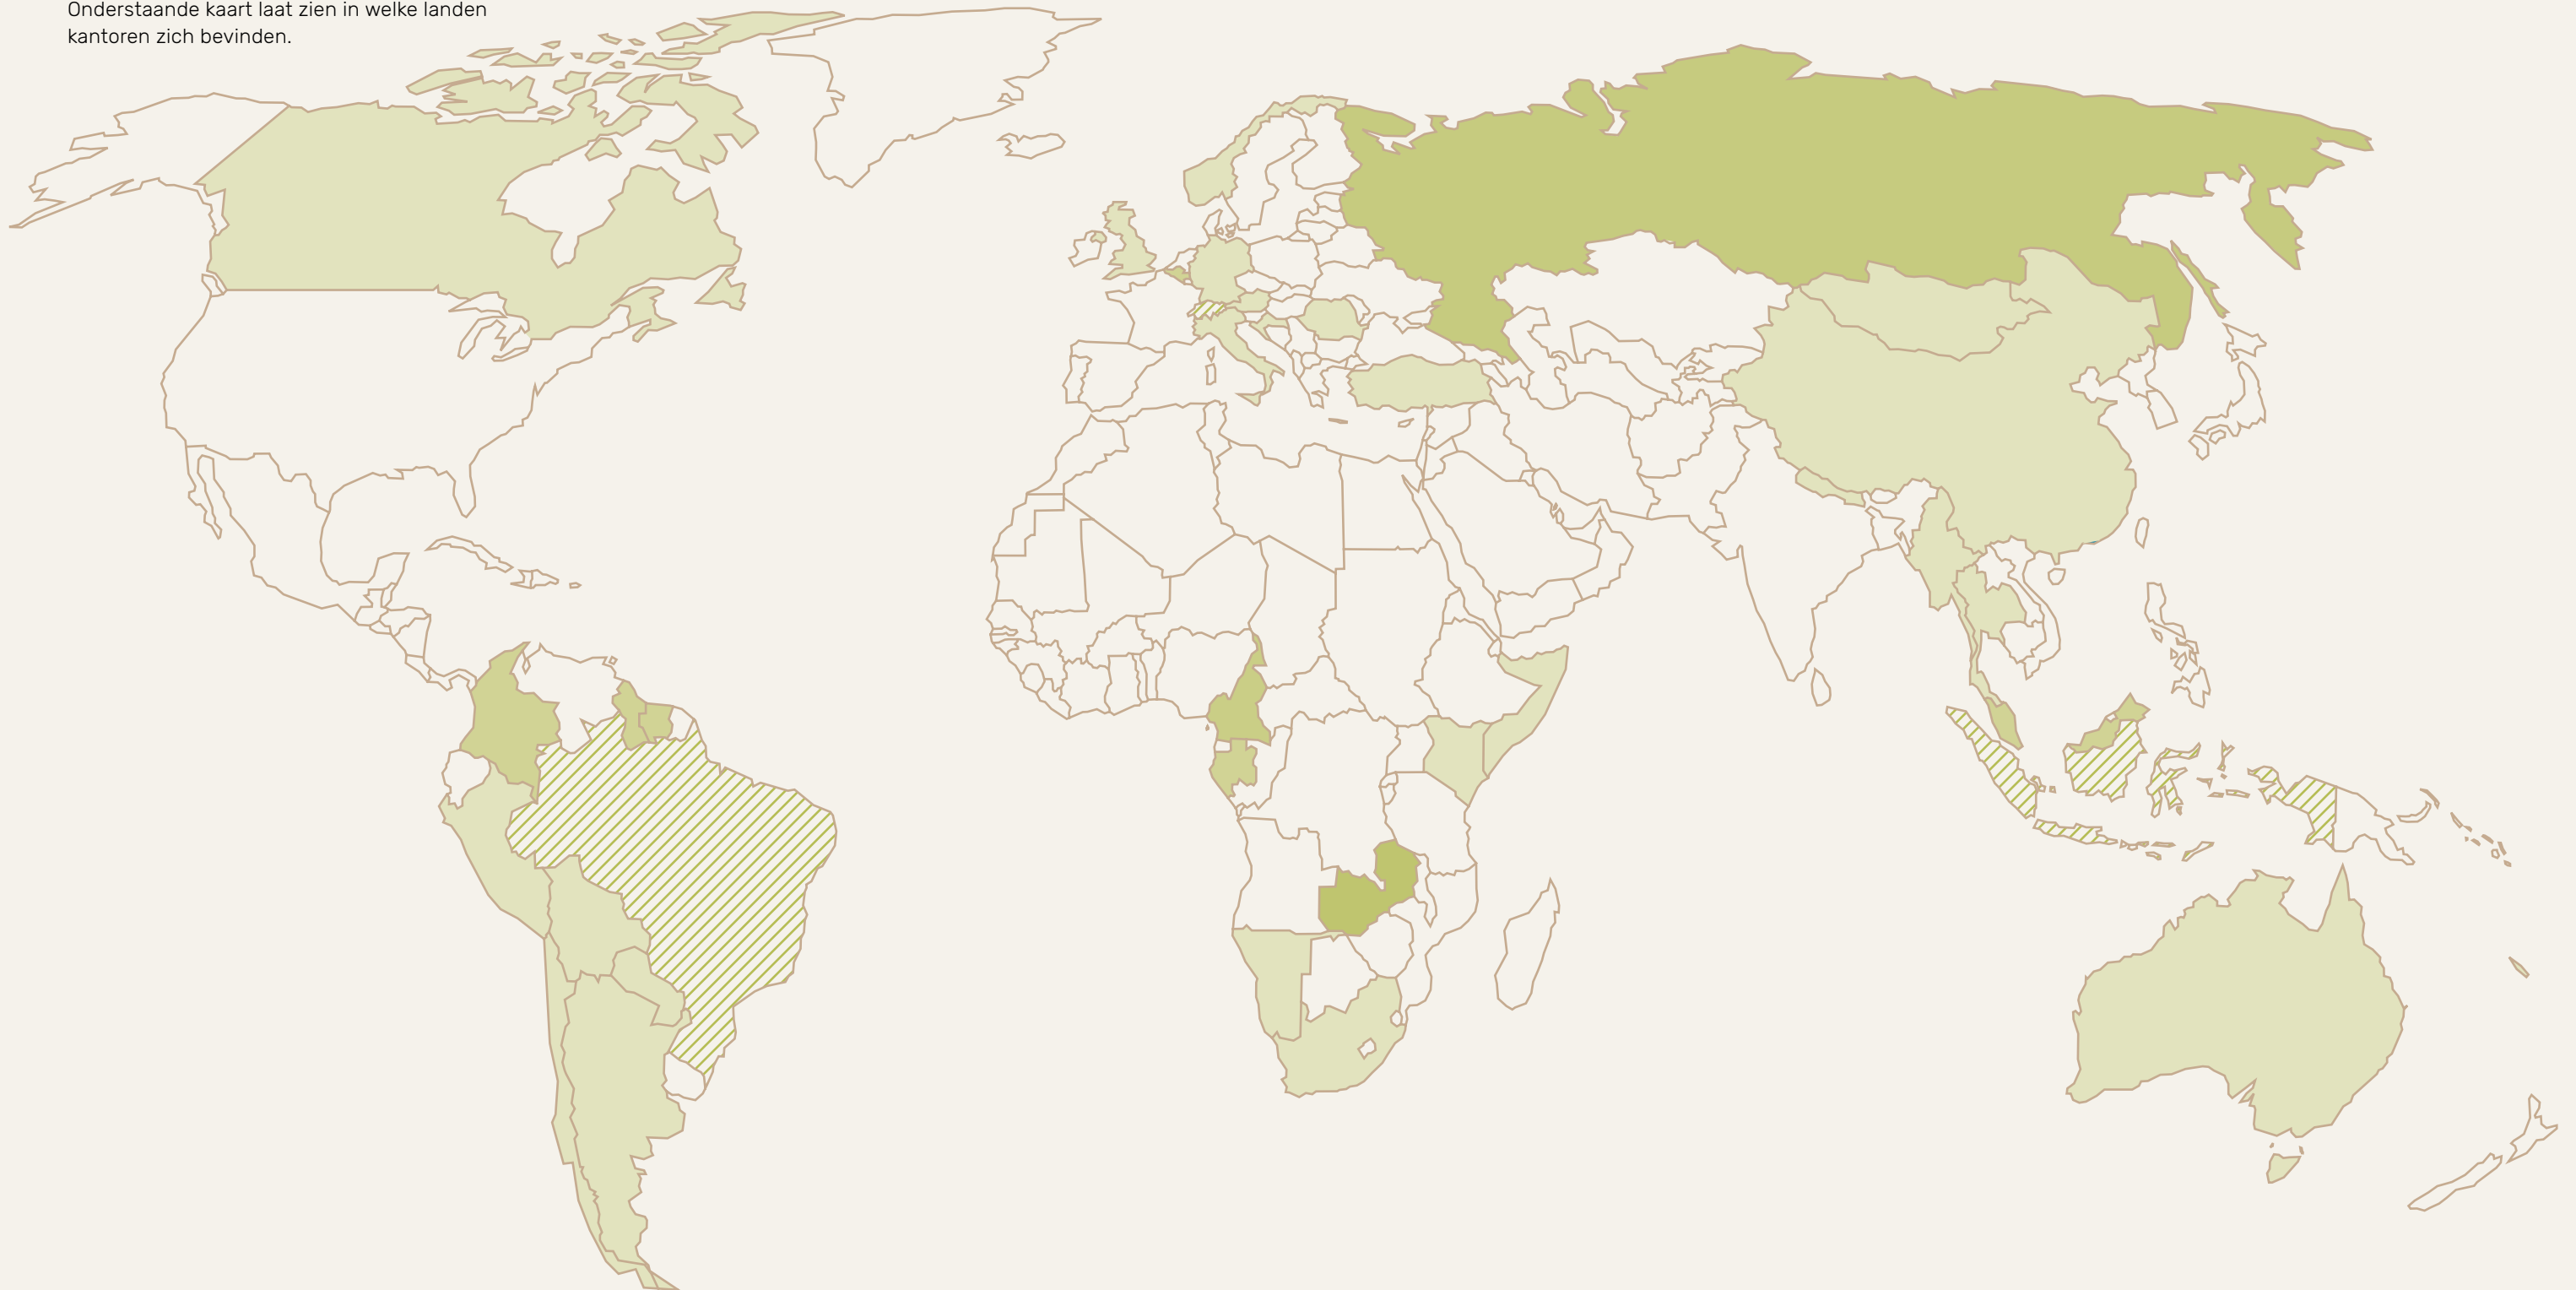 Onderstaande kaart laat zien in welke landen
kantoren zich bevinden.